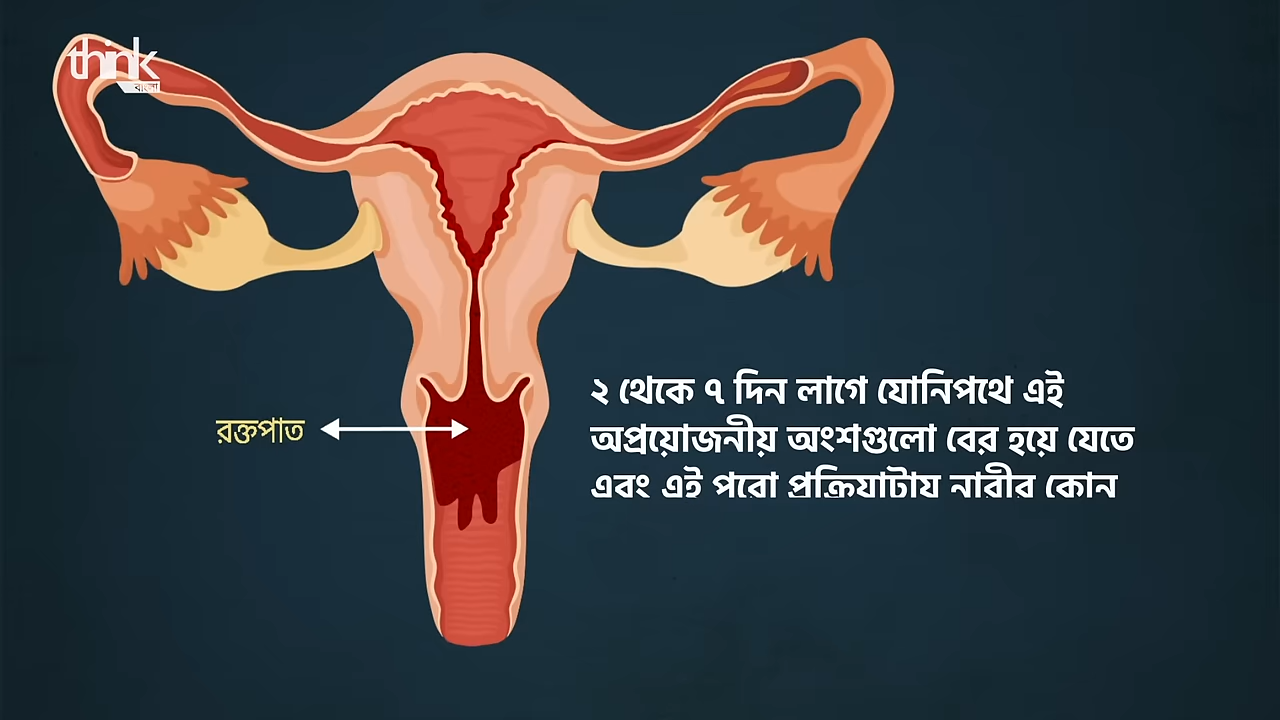 think
বাংলা
রক্তপাত
২ থেকে ৭ দিন লাগে যোনিপথে এই
অপ্রয়োজনীয় অংশগুলো বের হয়ে যেতে
এবং এই পুরো প্রক্রিয়াটায় নারীর কোন